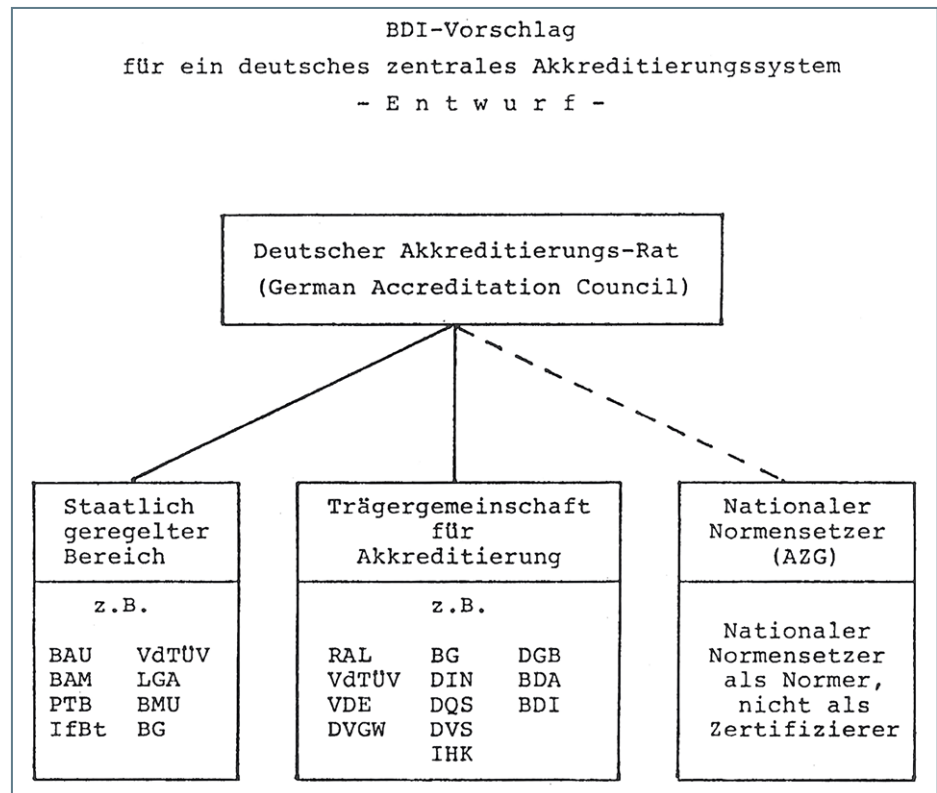 BDI-Vorschlag
für ein deutsches zentrales Akkreditierungssystem
- E n t w u r f -
Deutscher Akkreditierungs-Rat
(German Accreditation Council)
Staatlich
geregelter
Bereich
z.B.
BAU VdTÜV
BAM LGA
PTB BMU
IfBt BG
Trägergemeinschaft
für
Akkreditierung
z.B.
RAL BG DGB
VdTÜV DIN BDA
VDE DQS BDI
DVGW DVS
IHK
Nationaler
Normensetzer
(AZG)
Nationaler
Normensetzer
als Normer,
nicht als
Zertifizierer